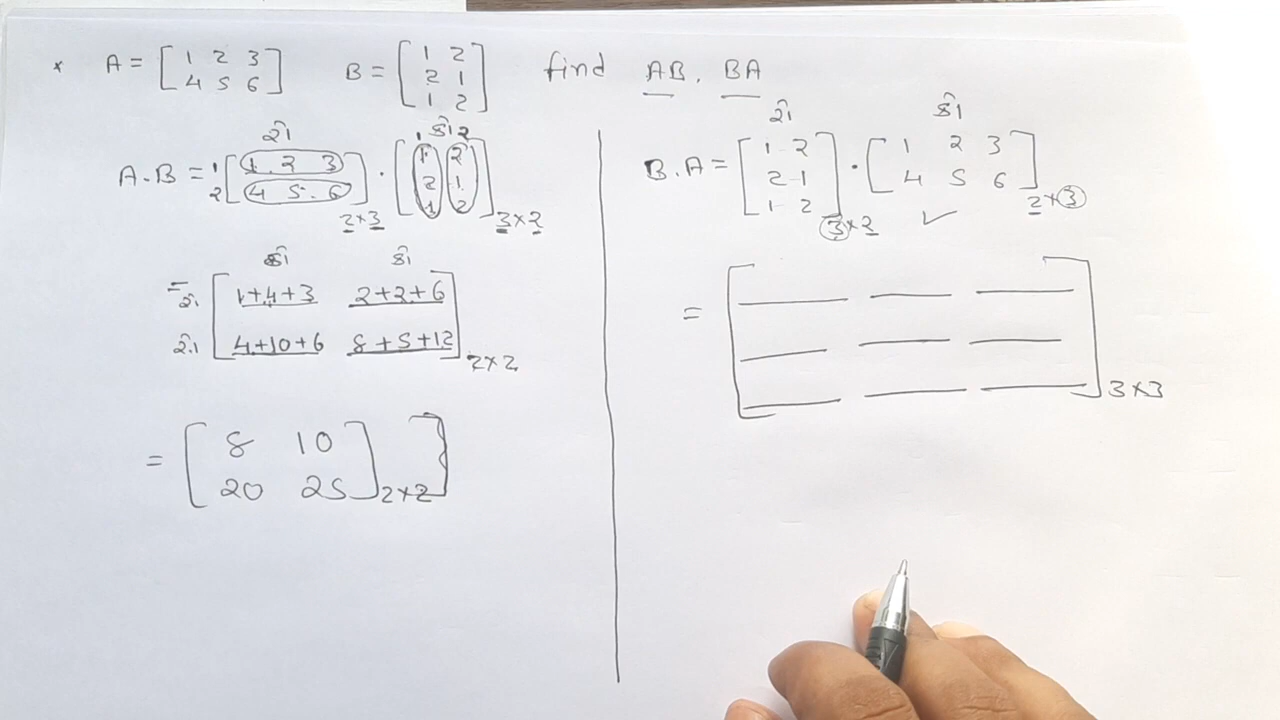 * A = [ 1 2 3 B = [ 1 2 find AB, BA
4 5 6 ] 2 1
1 2 ]
A.B = 1 [ 1 2 3 . [ 1 2
2 4 5 6 ] 2×3 2 1
1 2 ] 3×2
= [ 1+4+3 2+2+6
4+10+6 8+5+12 ] 2×2
= [ 8 10
20 25 ] 2×2 ]
B.A = [ 1 2 . [ 1 2 3
2 1 4 5 6 ] 2×3
1 2 ] 3×2 ✓
= [ ] 3×3